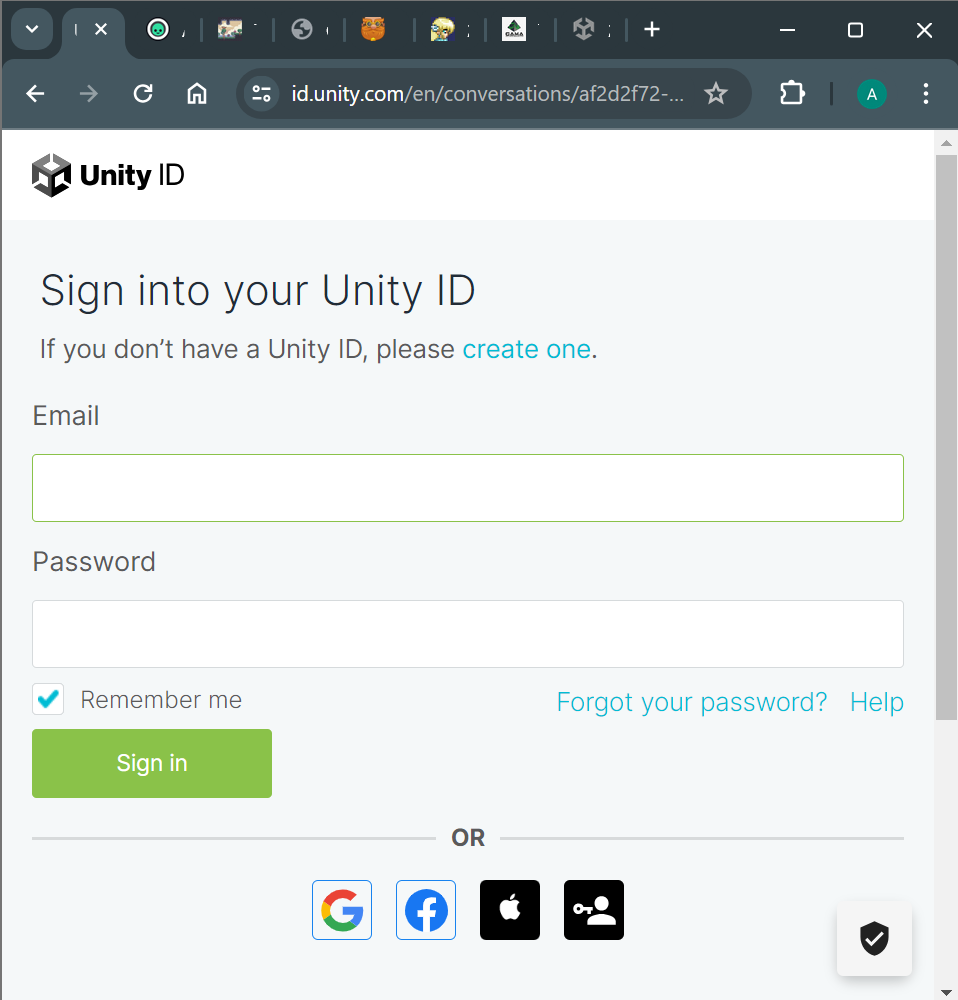 id.unity.com/en/conversations/af2d2f72-...
A
Unity ID
Sign into your Unity ID
If you don’t have a Unity ID, please create one.
Email
Password
Remember me
Forgot your password? Help
Sign in
OR